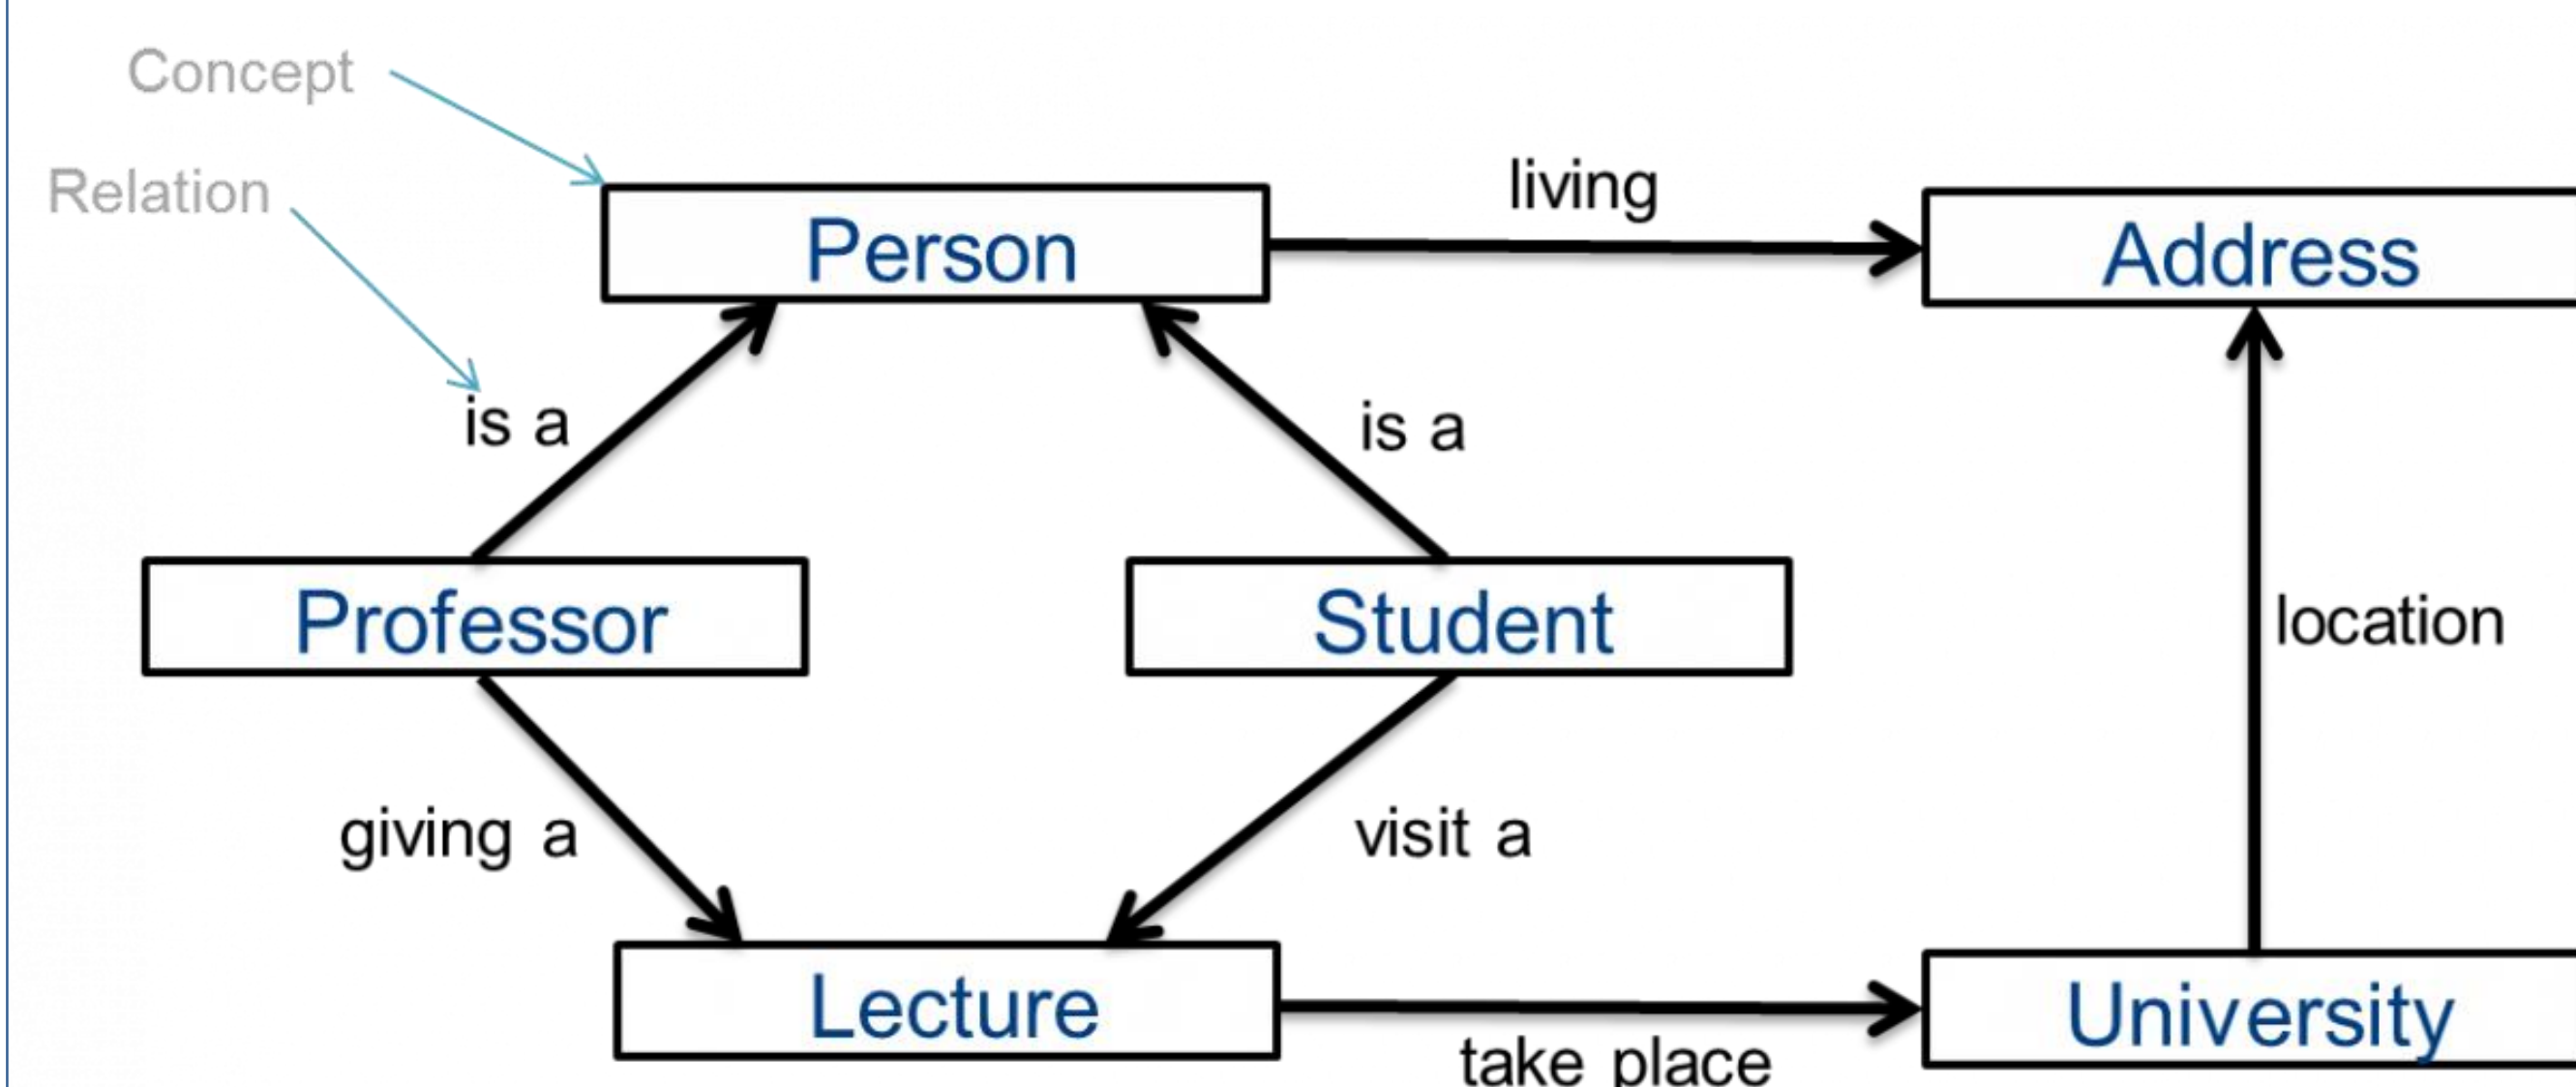 Concept
Relation
living
Person
Address
is a
is a
Professor
Student
location
giving a
visit a
Lecture
University
take place